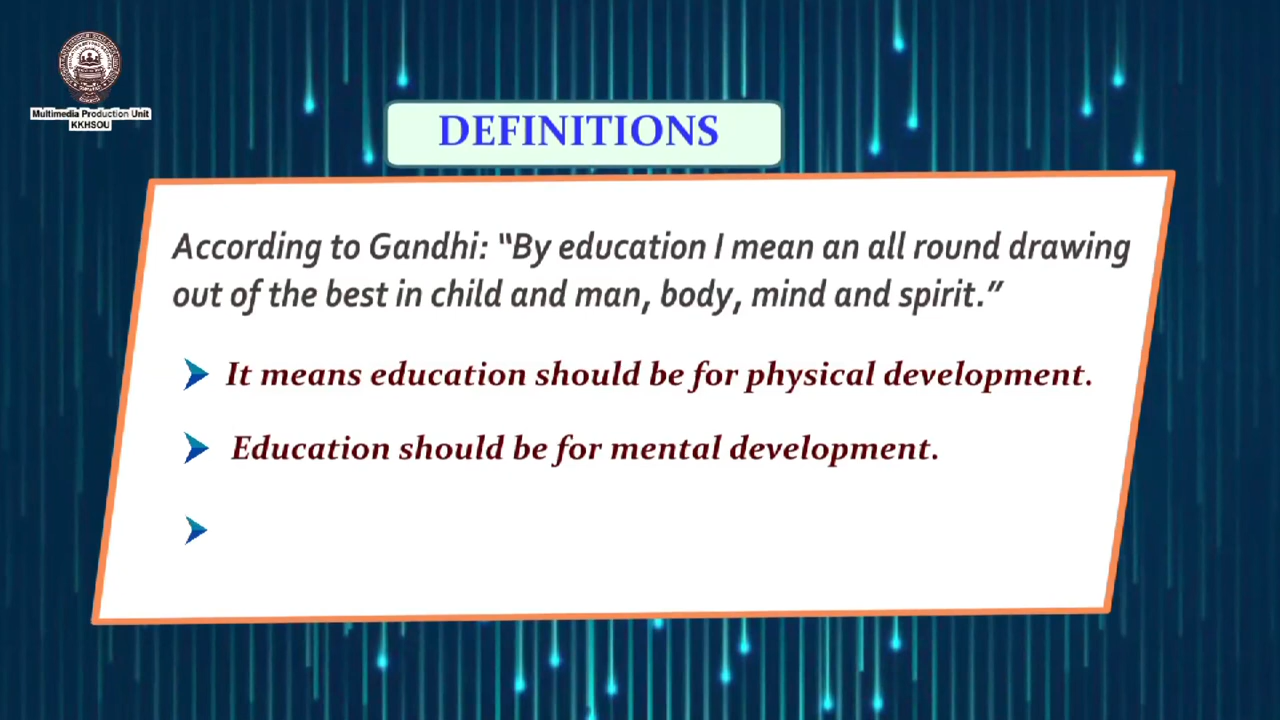 Multimedia Production Unit
KKHSOU
DEFINITIONS
According to Gandhi: “By education I mean an all round drawing
out of the best in child and man, body, mind and spirit.”
It means education should be for physical development.
Education should be for mental development.